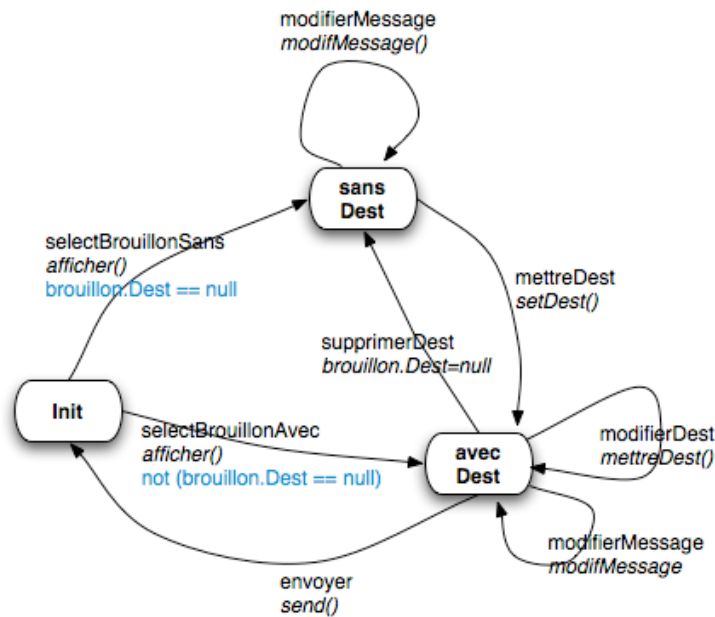 modifierMessage
modifMessage()
sans
Dest
selectBrouillonSans
afficher()
brouillon.Dest == null
mettreDest
setDest()
supprimerDest
brouillon.Dest=null
Init
selectBrouillonAvec
afficher()
not (brouillon.Dest == null)
avec
Dest
modifierDest
mettreDest()
modifierMessage
modifMessage
envoyer
send()